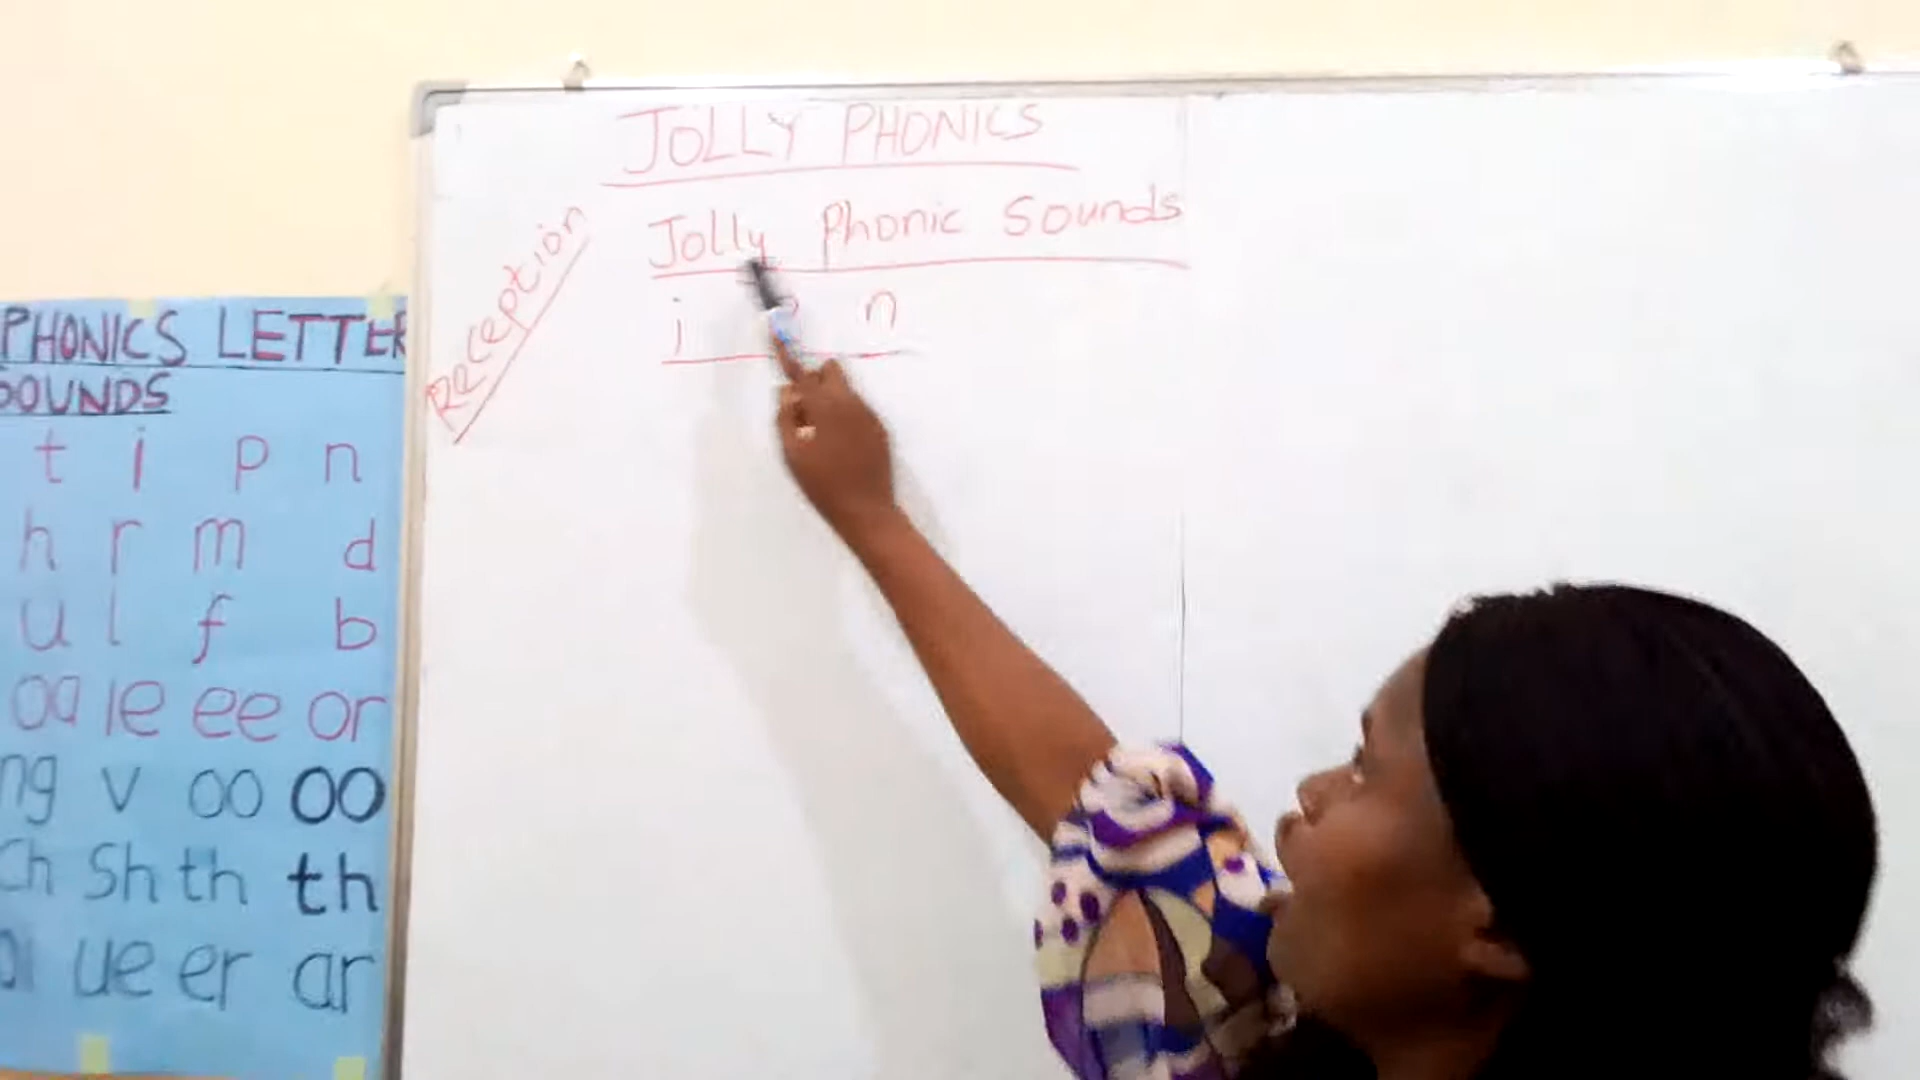 JOLLY PHONICS
Jolly Phonic Sounds
i n
Reception
PHONICS LETTER
SOUNDS
t i p n
h r m d
u l f b
oa ie ee or
ng v oo oo
Ch Sh th th
ue er ar